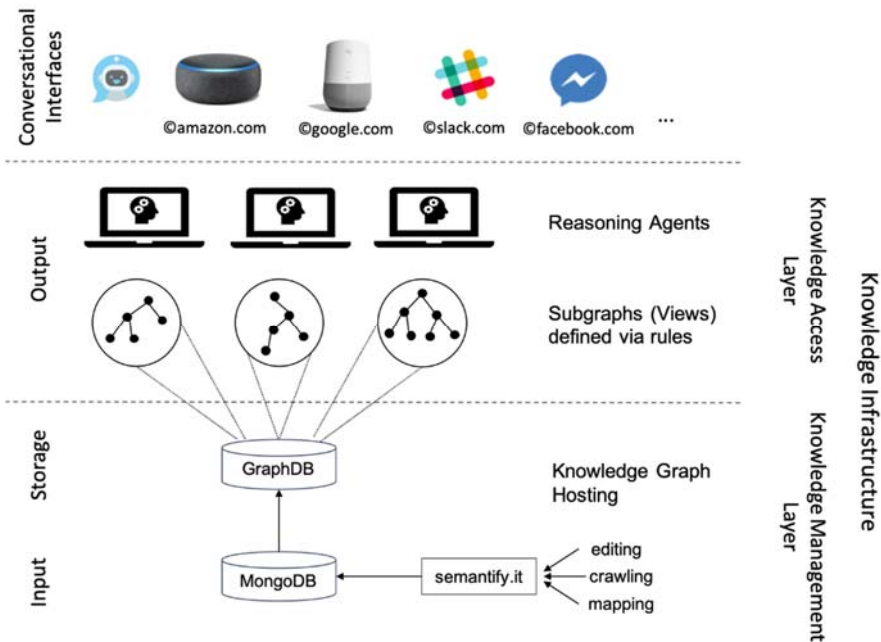 Conversational
Interfaces
©amazon.com
©google.com
©slack.com
©facebook.com
...
Output
Reasoning Agents
Subgraphs (Views)
defined via rules
Knowledge Access
Layer
Knowledge Infrastructure
Storage
GraphDB
Knowledge Graph
Hosting
Knowledge Management
Layer
Input
MongoDB
semantify.it
editing
crawling
mapping